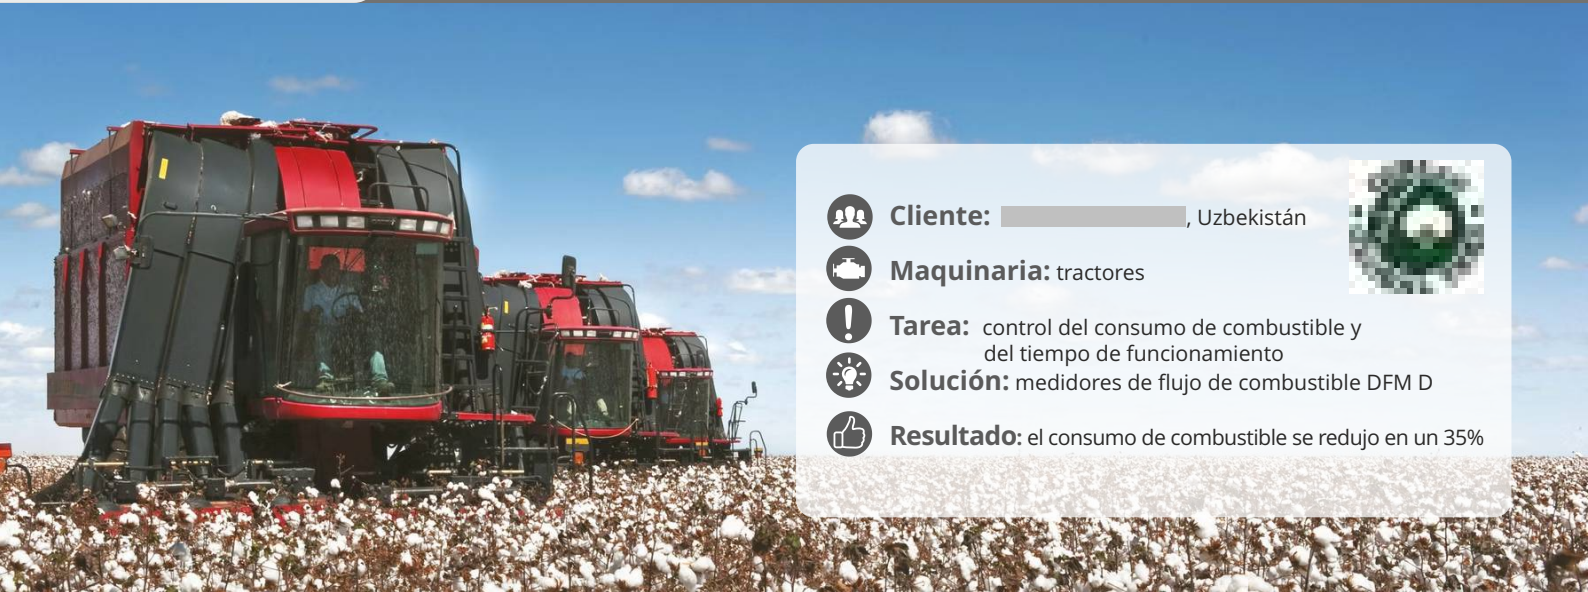 Cliente: , Uzbekistán
Maquinaria: tractores
Tarea: control del consumo de combustible y
del tiempo de funcionamiento
Solución: medidores de flujo de combustible DFM D
Resultado: el consumo de combustible se redujo en un 35%